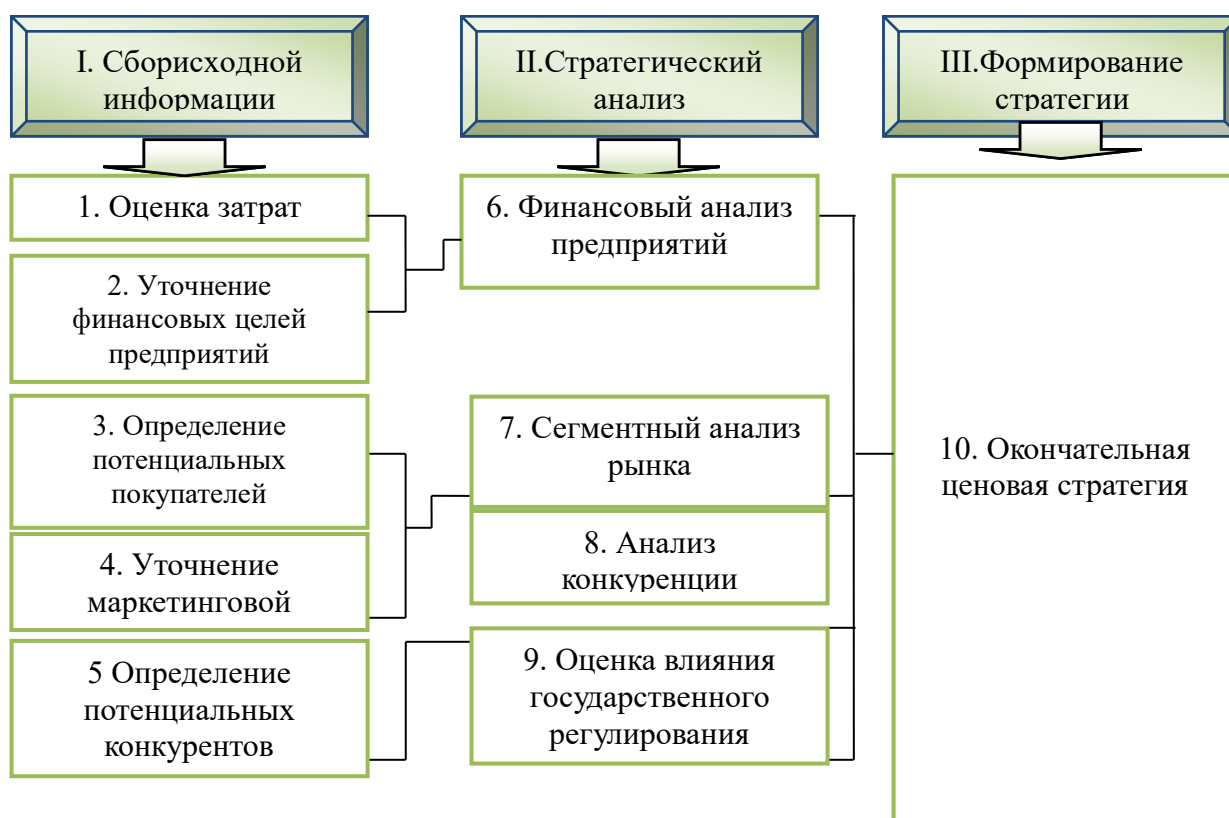 I. Сборисходной
информации
II.Стратегический
анализ
III.Формирование
стратегии
1. Оценка затрат
2. Уточнение
финансовых целей
предприятий
3. Определение
потенциальных
покупателей
4. Уточнение
маркетинговой
5 Определение
потенциальных
конкурентов
6. Финансовый анализ
предприятий
7. Сегментный анализ
рынка
8. Анализ
конкуренции
9. Оценка влияния
государственного
регулирования
10. Окончательная
ценовая стратегия